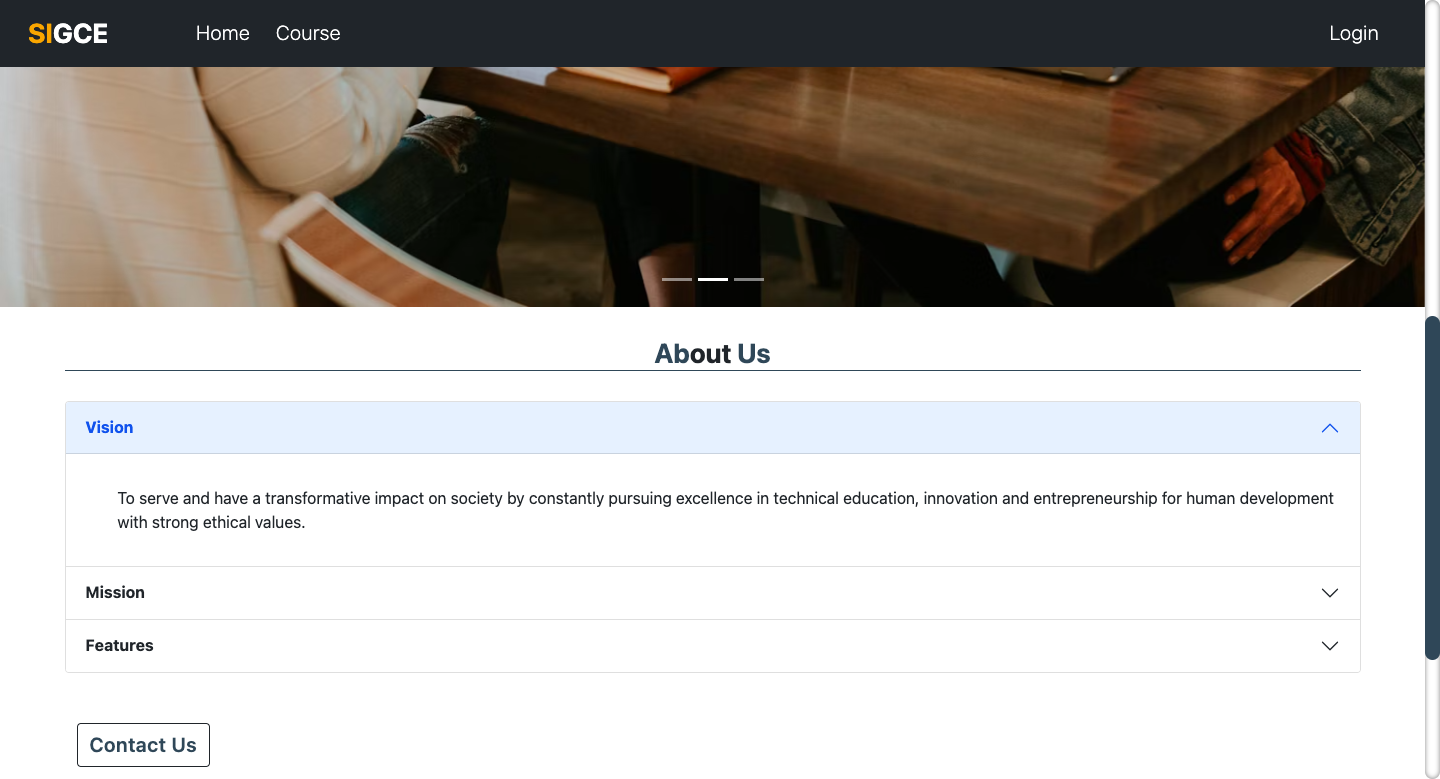 SIGCE Home Course Login
About Us
Vision
To serve and have a transformative impact on society by constantly pursuing excellence in technical education, innovation and entrepreneurship for human development
with strong ethical values.
Mission
Features
Contact Us